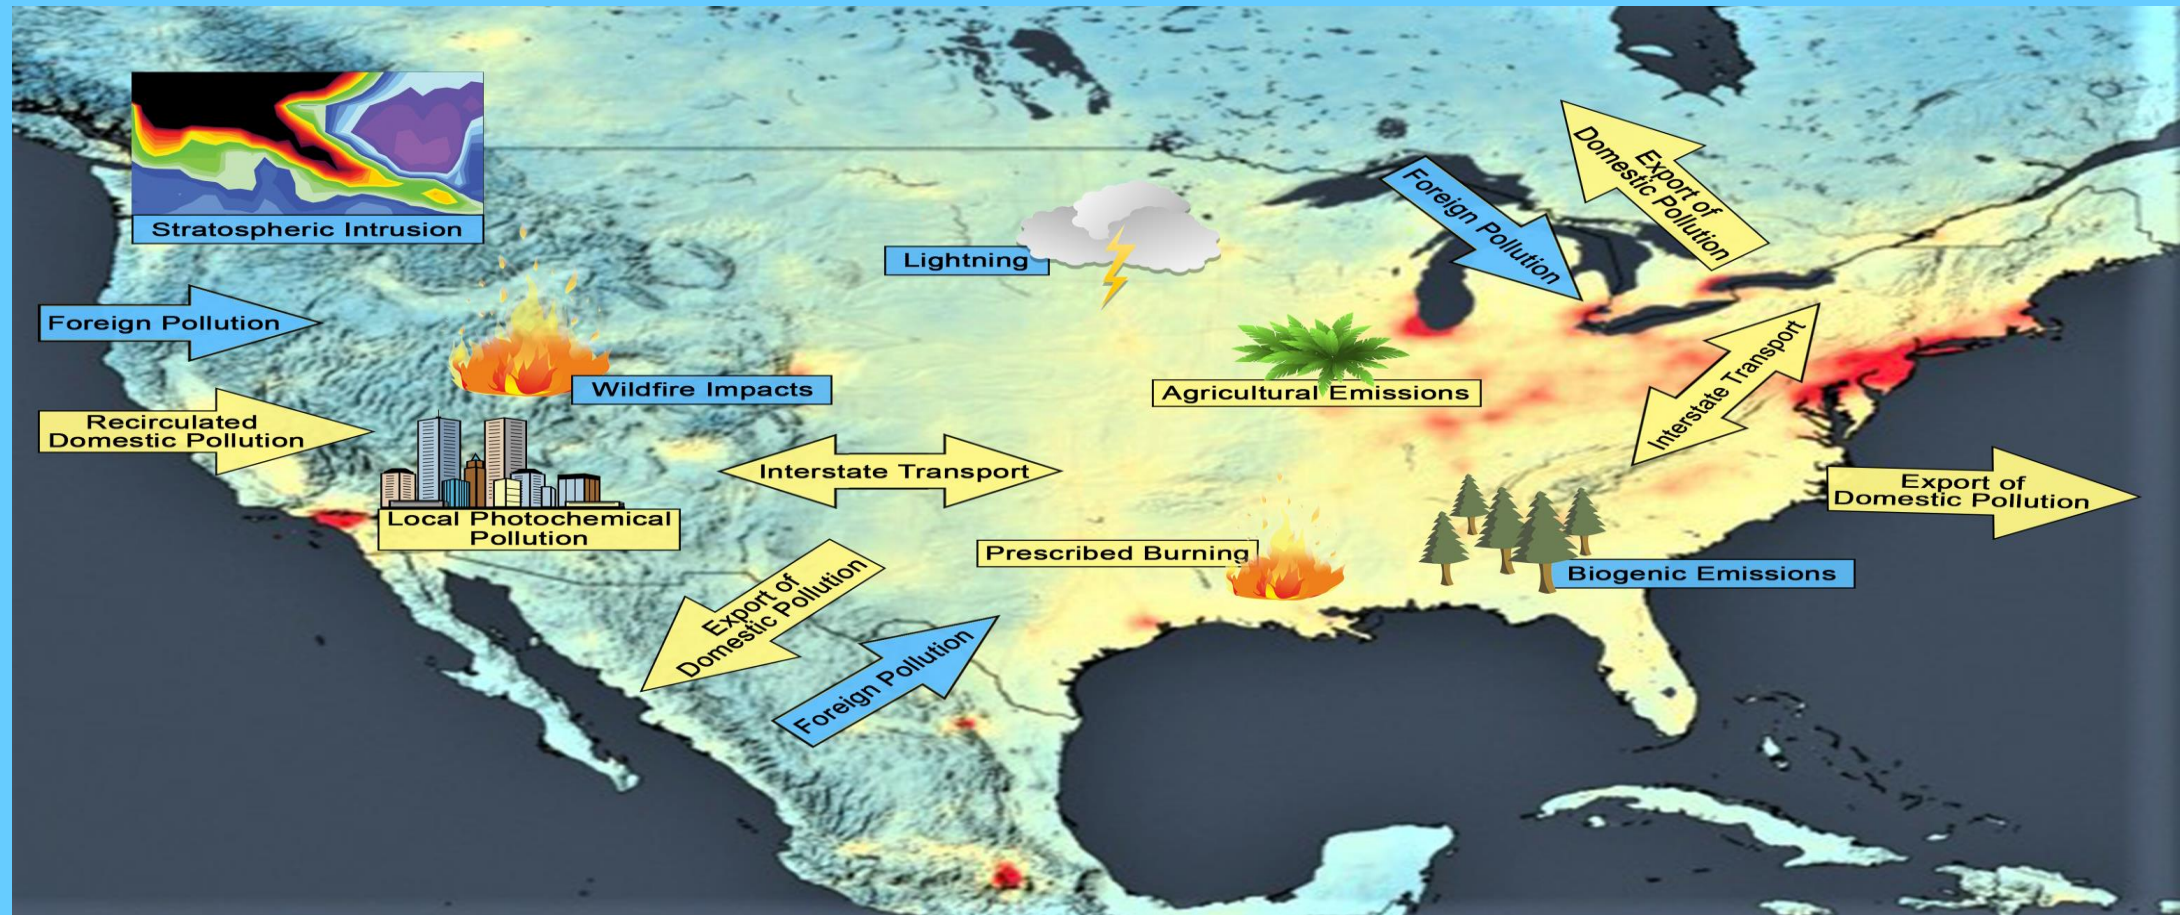 Stratospheric Intrusion
Export of
Domestic Pollution
Foreign Pollution
Lightning
Foreign Pollution
Wildfire Impacts
Agricultural Emissions
Interstate Transport
Recirculated
Domestic Pollution
Interstate Transport
Export of
Domestic Pollution
Local Photochemical
Pollution
Prescribed Burning
Biogenic Emissions
Export of
Domestic Pollution
Foreign Pollution